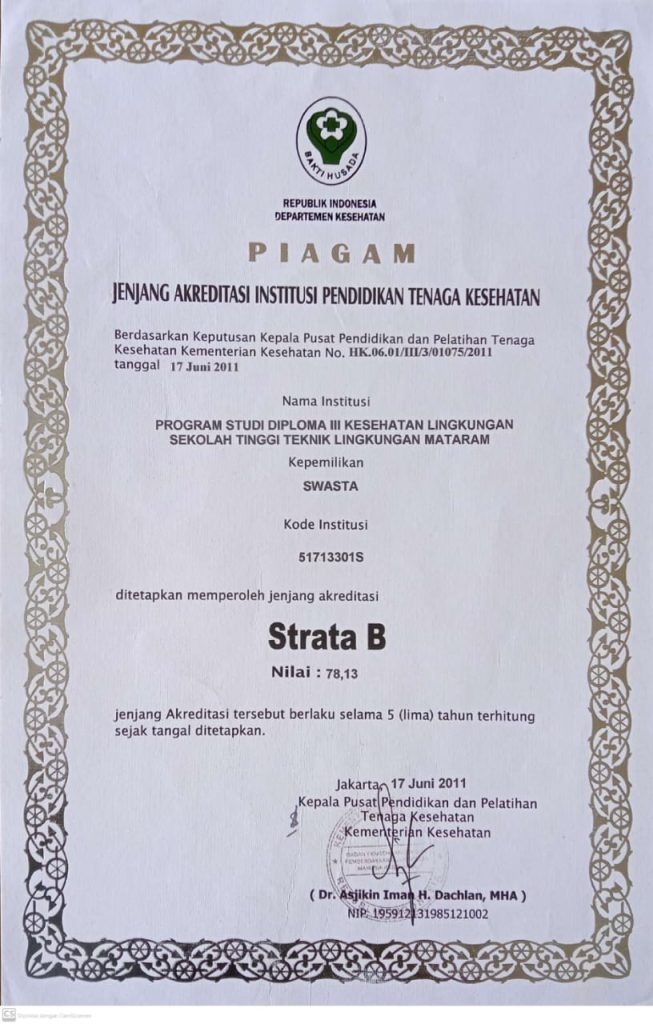 BAKTI HUSADA
REPUBLIK INDONESIA
DEPARTEMEN KESEHATAN
PIAGAM
JENJANG AKREDITASI INSTITUSI PENDIDIKAN TENAGA KESEHATAN
Berdasarkan Keputusan Kepala Pusat Pendidikan dan Pelatihan Tenaga
Kesehatan Kementerian Kesehatan No. HK.06.01/III/3/01075/2011
tanggal 17 Juni 2011
Nama Institusi
PROGRAM STUDI DIPLOMA III KESEHATAN LINGKUNGAN
SEKOLAH TINGGI TEKNIK LINGKUNGAN MATARAM
Kepemilikan
SWASTA
Kode Institusi
51713301S
ditetapkan memperoleh jenjang akreditasi
Strata B
Nilai : 78,13
jenjang Akreditasi tersebut berlaku selama 5 (lima) tahun terhitung
sejak tangal ditetapkan.
Jakarta, 17 Juni 2011
Kepala Pusat Pendidikan dan Pelatihan
Tenaga Kesehatan
Kementerian Kesehatan
( Dr. Asjikin Iman H. Dachlan, MHA )
NIP. 195912131985121002
CS Dipindai dengan CamScanner